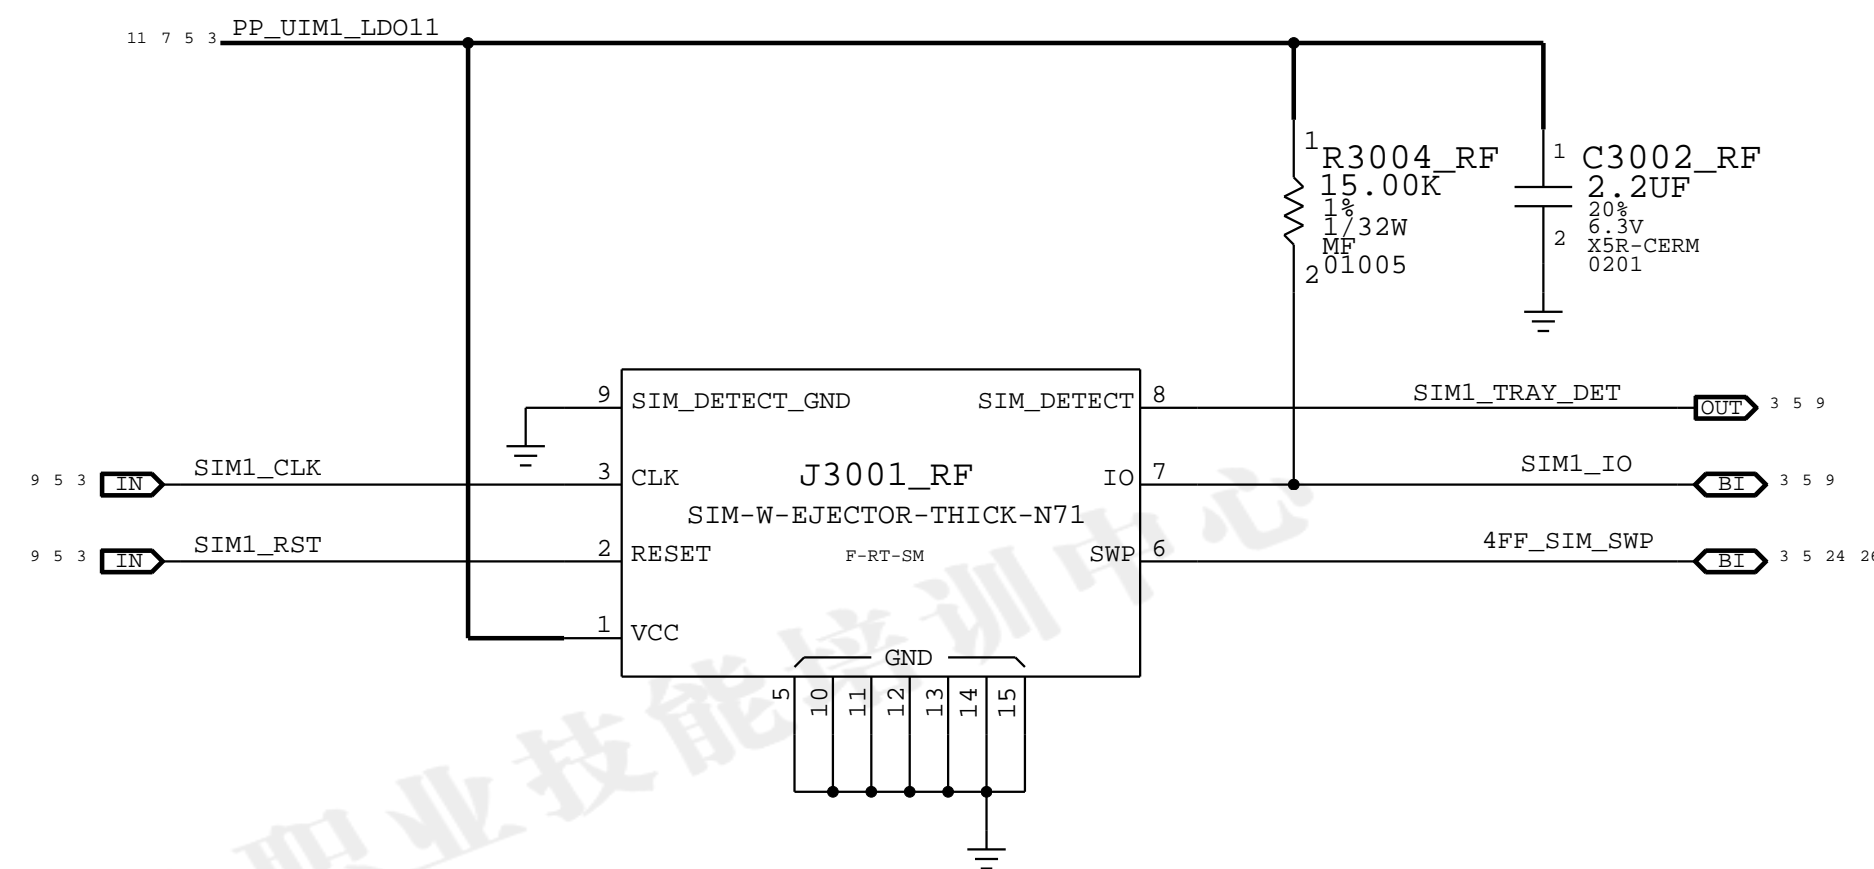 11 7 5 3 PP_UIM1_LDO11
1 R3004_RF
15.00K
1%
1/32W
MF
2 01005
1 C3002_RF
2.2UF
20%
6.3V
2 X5R-CERM
0201
9 SIM_DETECT_GND SIM_DETECT 8 SIM1_TRAY_DET OUT 3 5 9
9 5 3 IN SIM1_CLK 3 CLK J3001_RF IO 7 SIM1_IO BI 3 5 9
SIM-W-EJECTOR-THICK-N71
9 5 3 IN SIM1_RST 2 RESET F-RT-SM SWP 6 4FF_SIM_SWP BI 3 5 24 26
1 VCC
GND
5 10 11 12 13 14 15
职业技能培训中心